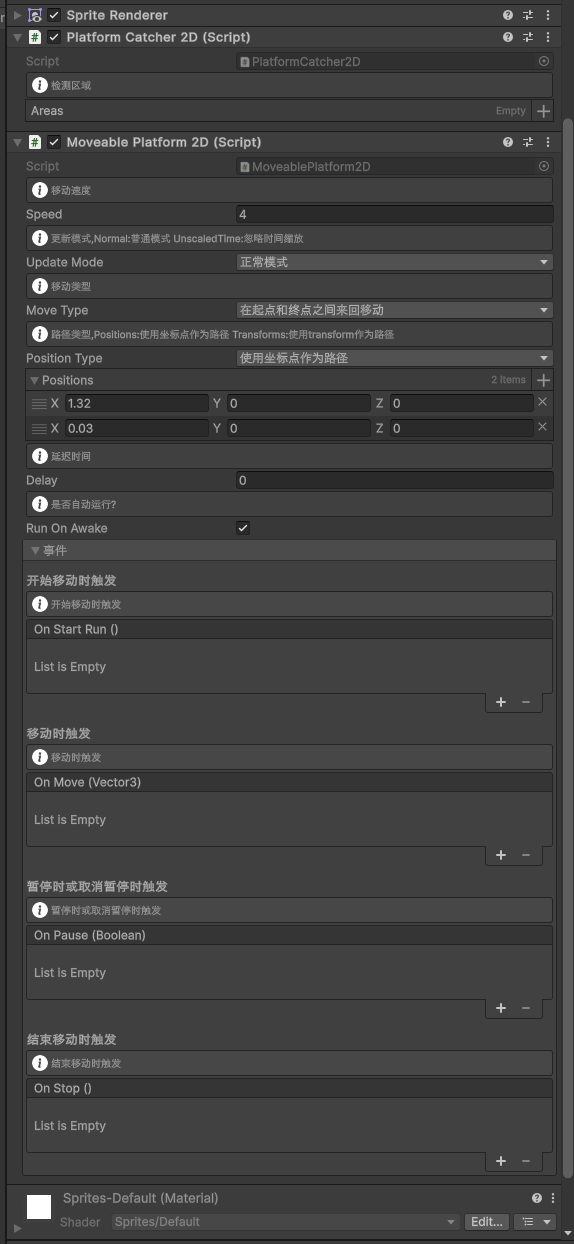 Sprite Renderer
Platform Catcher 2D (Script)
Script PlatformCatcher2D
检测区域
Areas Empty
Moveable Platform 2D (Script)
Script MoveablePlatform2D
移动速度
Speed 4
更新模式,Normal:普通模式 UnscaledTime:忽略时间缩放
Update Mode 正常模式
移动类型
Move Type 在起点和终点之间来回移动
路径类型,Positions:使用坐标点作为路径 Transforms:使用transform作为路径
Position Type 使用坐标点作为路径
Positions 2 Items
X 1.32 Y 0 Z 0
X 0.03 Y 0 Z 0
延迟时间
Delay 0
是否自动运行?
Run On Awake
事件
开始移动时触发
开始移动时触发
On Start Run ()
List is Empty
移动时触发
移动时触发
On Move (Vector3)
List is Empty
暂停时或取消暂停时触发
暂停时或取消暂停时触发
On Pause (Boolean)
List is Empty
结束移动时触发
结束移动时触发
On Stop ()
List is Empty
Sprites-Default (Material)
Shader Sprites/Default Edit...